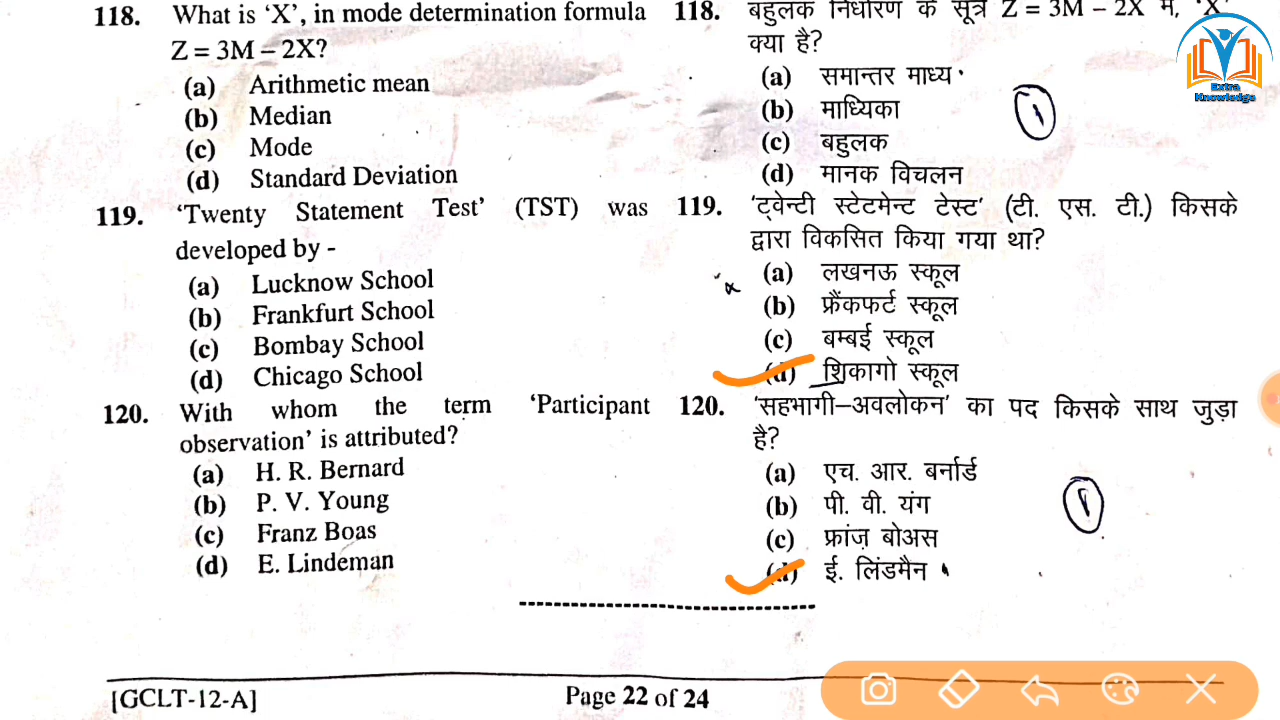 118. What is ‘X’, in mode determination formula
Z = 3M – 2X?
(a) Arithmetic mean
(b) Median
(c) Mode
(d) Standard Deviation
119. ‘Twenty Statement Test’ (TST) was
developed by -
(a) Lucknow School
(b) Frankfurt School
(c) Bombay School
(d) Chicago School
120. With whom the term ‘Participant
observation’ is attributed?
(a) H. R. Bernard
(b) P. V. Young
(c) Franz Boas
(d) E. Lindeman
118. बहुलक निर्धारण के सूत्र Z = 3M – 2X में, ‘X’
क्या है?
(a) समान्तर माध्य
(b) माध्यिका
(c) बहुलक
(d) मानक विचलन
119. ‘ट्वेन्टी स्टेटमेन्ट टेस्ट’ (टी. एस. टी.) किसके
द्वारा विकसित किया गया था?
(a) लखनऊ स्कूल
(b) फ्रैंकफर्ट स्कूल
(c) बम्बई स्कूल
(d) शिकागो स्कूल
120. ‘सहभागी–अवलोकन’ का पद किसके साथ जुड़ा
है?
(a) एच. आर. बर्नार्ड
(b) पी. वी. यंग
(c) फ्रांज़ बोअस
(d) ई. लिंडमैन
[GCLT-12-A] Page 22 of 24
Extra
Knowledge